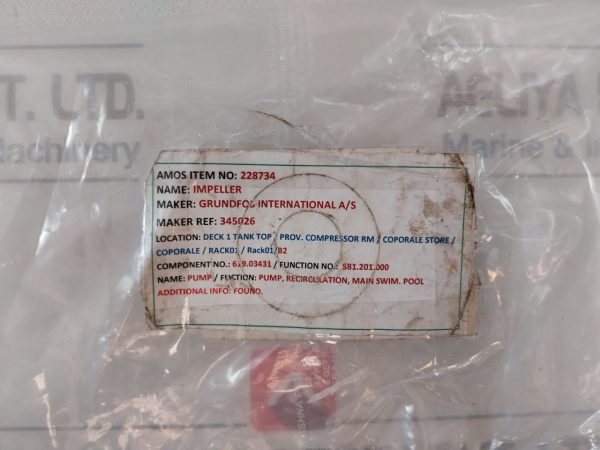 T. LTD.
AELIYA
Machinery
Marine &
AMOS ITEM NO: 228734
NAME: IMPELLER
MAKER: GRUNDFOS INTERNATIONAL A/S
MAKER REF: 345026
LOCATION: DECK 1 TANK TOP / PROV. COMPRESSOR RM / COPORALE STORE /
COPORALE / RACK01 / Rack01/B2
COMPONENT NO.: 619.03431 / FUNCTION NO.: 581.201.000
NAME: PUMP / FUCTION: PUMP, RECIRCULATION, MAIN SWIM. POOL
ADDITIONAL INFO: FOUND.